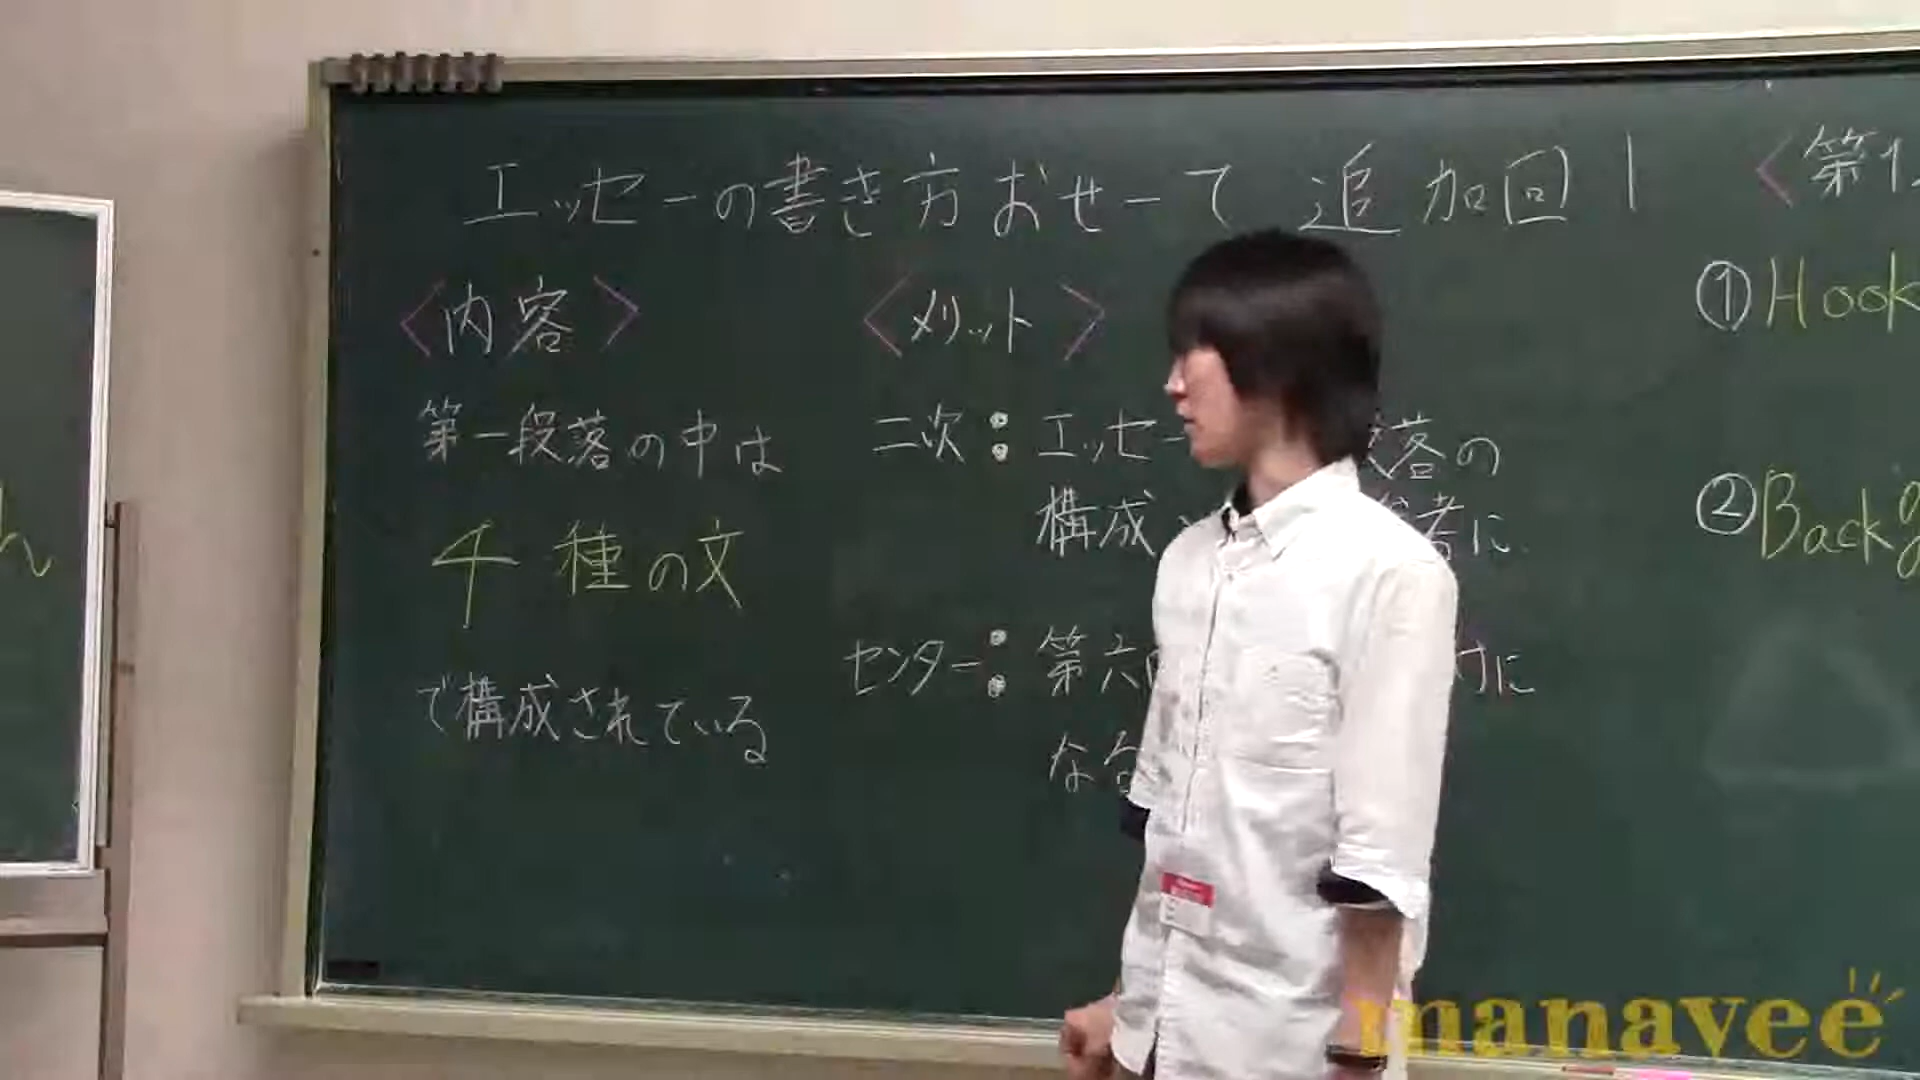 エッセーの書き方おせーて 追加回1
<内容>
第一段落の中は
4種の文
で構成されている
<メリット>
二次:エッセー 落の
構成 者に
センター:第六 けに
なる
<第1
①Hook
②Back
manavee